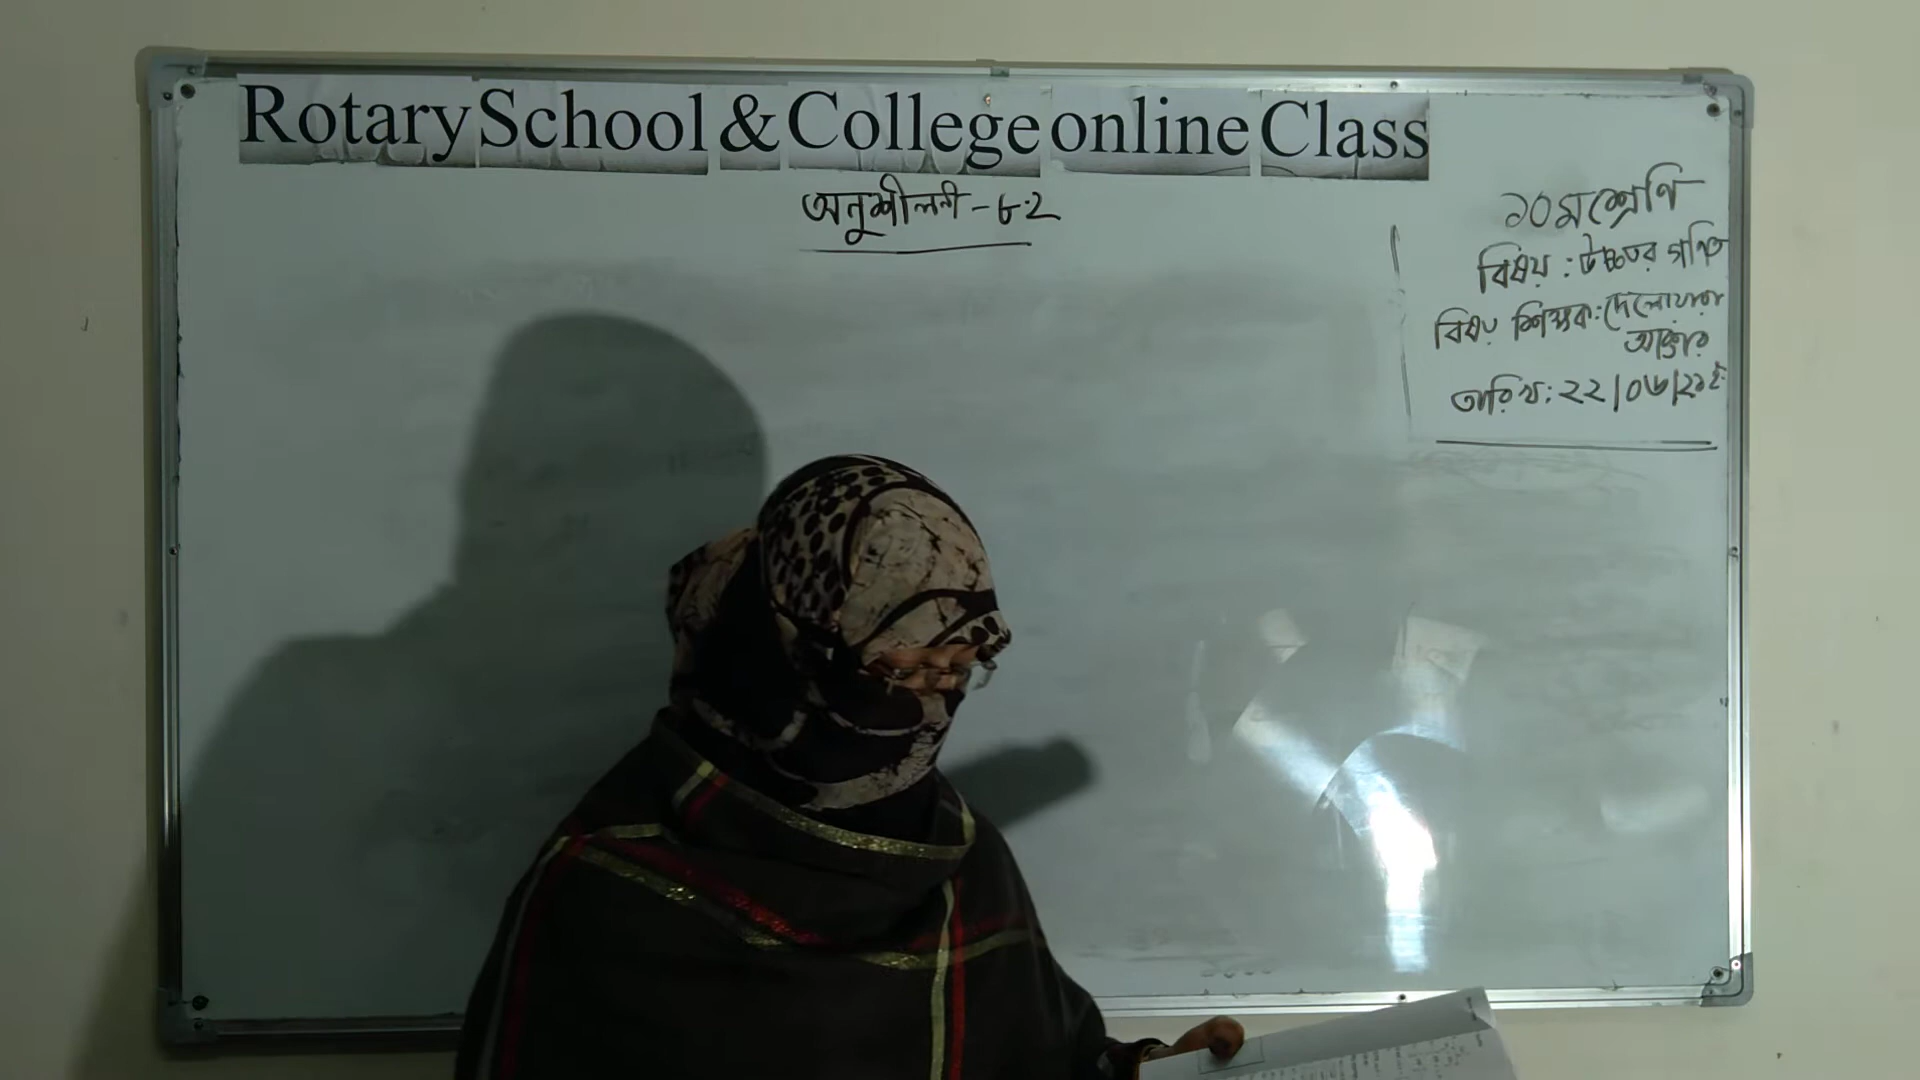 Rotary School & College online Class
অনুশীলনী - ৮.2
১০ম শ্রেণি
বিষয় : উচ্চতর গণিত
বিষয় শিক্ষক: দেলোয়ারা
আক্তার
তারিখ: ২২/০৬/২১ইং